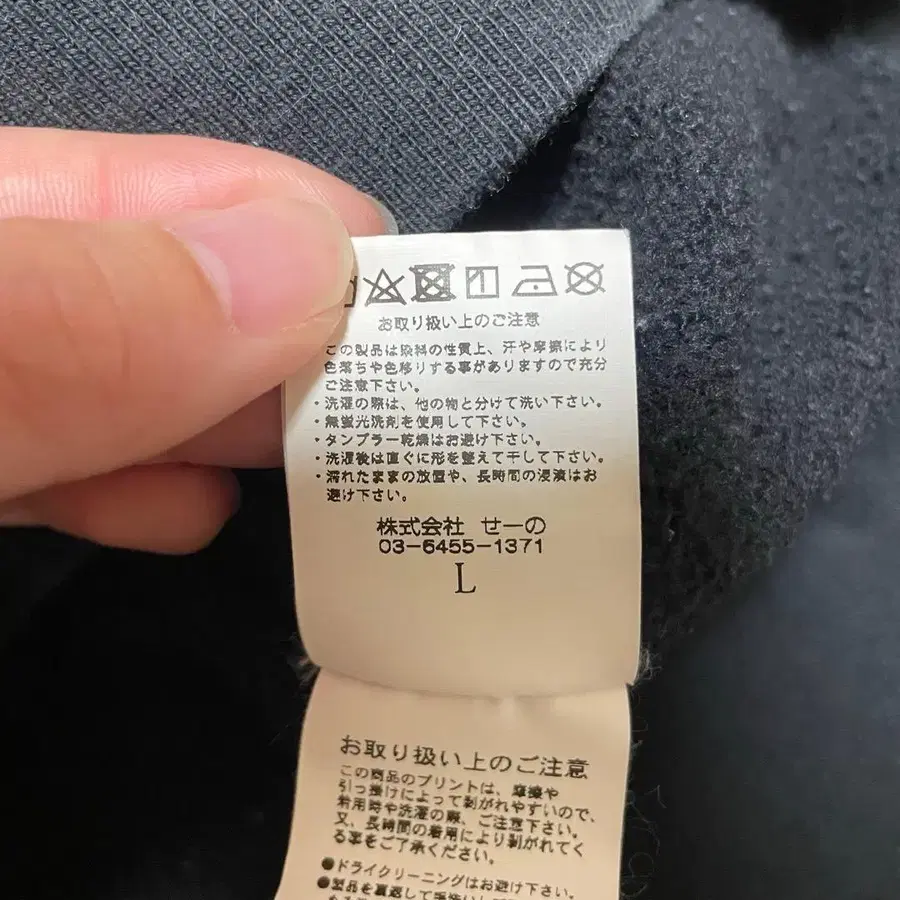 お取り扱い上のご注意
この製品は染料の性質上、汗や摩擦により
色落ちや色移りする事がありますので充分
ご注意下さい。
・洗濯の際は、他の物と分けて洗い下さい。
・無蛍光洗剤を使用して下さい。
・タンブラー乾燥はお避け下さい。
・洗濯後は直ぐに形を整えて干して下さい。
・濡れたままの放置や、長時間の浸漬はお
避け下さい。
株式会社 せーの
03-6455-1371
L
お取り扱い上のご注意
この商品のプリントは、摩擦や
引っ掛けによって剥がれやすいので、
着用時や洗濯の際、ご注意下さい。
又、長時間の着用により剥がれてく
る事をご了承ください。
●ドライクリーニングはお避け下さい。
●製品を裏返して手洗いして